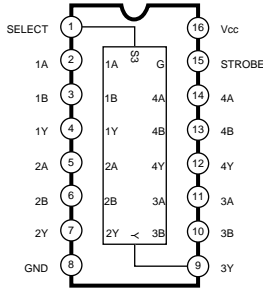 SELECT 1 16 Vcc
1A 2 1A S3 G 15 STROBE
1B 3 1B 4A 14 4A
1Y 4 1Y 4B 13 4B
2A 5 2A 4Y 12 4Y
2B 6 2B 3A 11 3A
2Y 7 2Y Y 3B 10 3B
GND 8 9 3Y